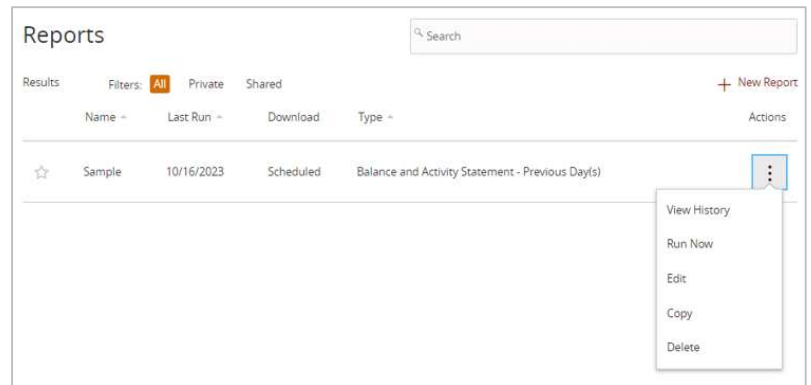 Reports
Search
Results Filters: All Private Shared + New Report
Name Last Run Download Type Actions
Sample 10/16/2023 Scheduled Balance and Activity Statement - Previous Day(s)
View History
Run Now
Edit
Copy
Delete